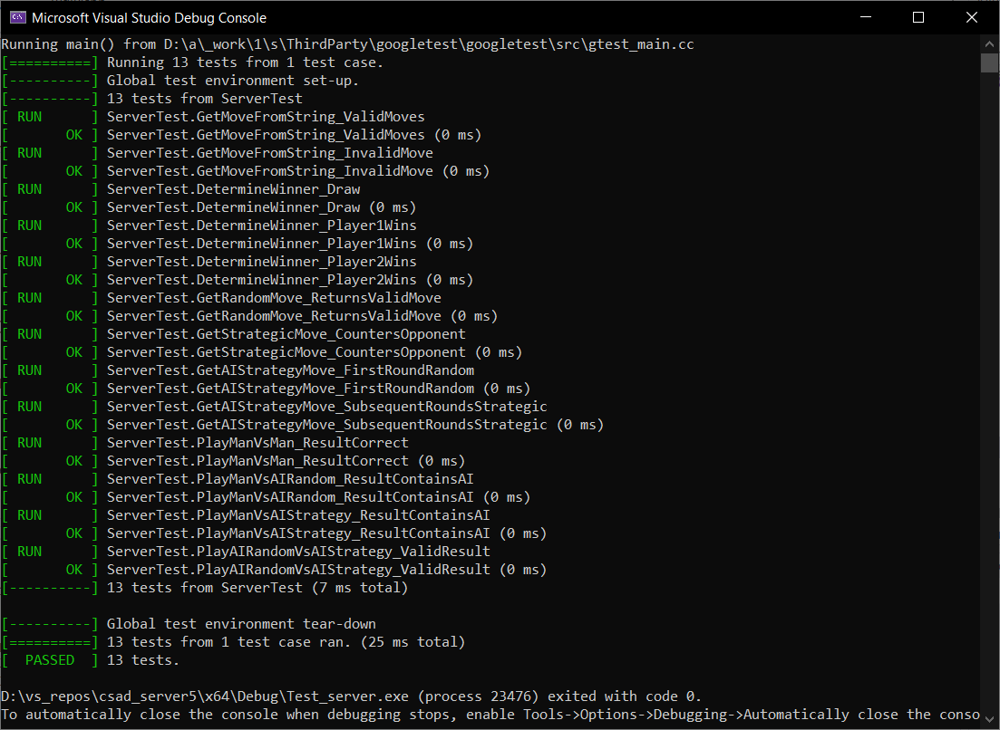 Microsoft Visual Studio Debug Console
Running main() from D:\a\_work\1\s\ThirdParty\googletest\googletest\src\gtest_main.cc
[==========] Running 13 tests from 1 test case.
[----------] Global test environment set-up.
[----------] 13 tests from ServerTest
[ RUN      ] ServerTest.GetMoveFromString_ValidMoves
[       OK ] ServerTest.GetMoveFromString_ValidMoves (0 ms)
[ RUN      ] ServerTest.GetMoveFromString_InvalidMove
[       OK ] ServerTest.GetMoveFromString_InvalidMove (0 ms)
[ RUN      ] ServerTest.DetermineWinner_Draw
[       OK ] ServerTest.DetermineWinner_Draw (0 ms)
[ RUN      ] ServerTest.DetermineWinner_Player1Wins
[       OK ] ServerTest.DetermineWinner_Player1Wins (0 ms)
[ RUN      ] ServerTest.DetermineWinner_Player2Wins
[       OK ] ServerTest.DetermineWinner_Player2Wins (0 ms)
[ RUN      ] ServerTest.GetRandomMove_ReturnsValidMove
[       OK ] ServerTest.GetRandomMove_ReturnsValidMove (0 ms)
[ RUN      ] ServerTest.GetStrategicMove_CountersOpponent
[       OK ] ServerTest.GetStrategicMove_CountersOpponent (0 ms)
[ RUN      ] ServerTest.GetAIStrategyMove_FirstRoundRandom
[       OK ] ServerTest.GetAIStrategyMove_FirstRoundRandom (0 ms)
[ RUN      ] ServerTest.GetAIStrategyMove_SubsequentRoundsStrategic
[       OK ] ServerTest.GetAIStrategyMove_SubsequentRoundsStrategic (0 ms)
[ RUN      ] ServerTest.PlayManVsMan_ResultCorrect
[       OK ] ServerTest.PlayManVsMan_ResultCorrect (0 ms)
[ RUN      ] ServerTest.PlayManVsAIRandom_ResultContainsAI
[       OK ] ServerTest.PlayManVsAIRandom_ResultContainsAI (0 ms)
[ RUN      ] ServerTest.PlayManVsAIStrategy_ResultContainsAI
[       OK ] ServerTest.PlayManVsAIStrategy_ResultContainsAI (0 ms)
[ RUN      ] ServerTest.PlayAIRandomVsAIStrategy_ValidResult
[       OK ] ServerTest.PlayAIRandomVsAIStrategy_ValidResult (0 ms)
[----------] 13 tests from ServerTest (7 ms total)
[----------] Global test environment tear-down
[==========] 13 tests from 1 test case ran. (25 ms total)
[  PASSED  ] 13 tests.
D:\vs_repos\csad_server5\x64\Debug\Test_server.exe (process 23476) exited with code 0.
To automatically close the console when debugging stops, enable Tools->Options->Debugging->Automatically close the conso